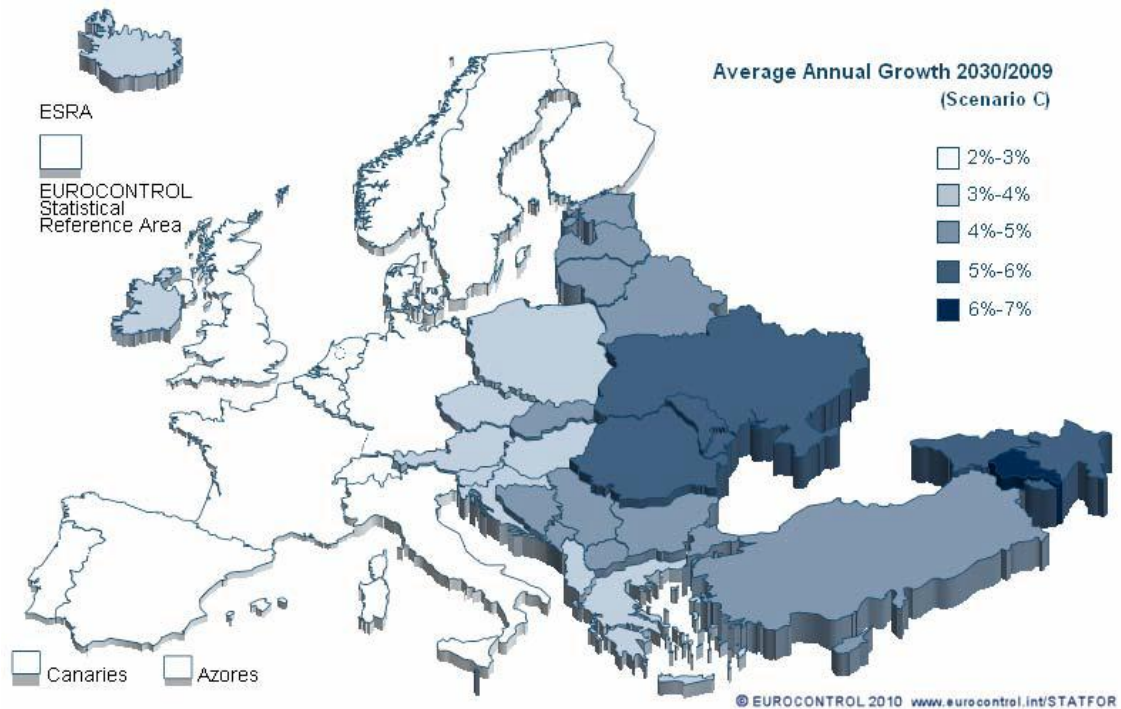 ESRA
EUROCONTROL
Statistical
Reference Area
Average Annual Growth 2030/2009
(Scenario C)
2%-3%
3%-4%
4%-5%
5%-6%
6%-7%
Canaries
Azores
© EUROCONTROL 2010 www.eurocontrol.int/STATFOR